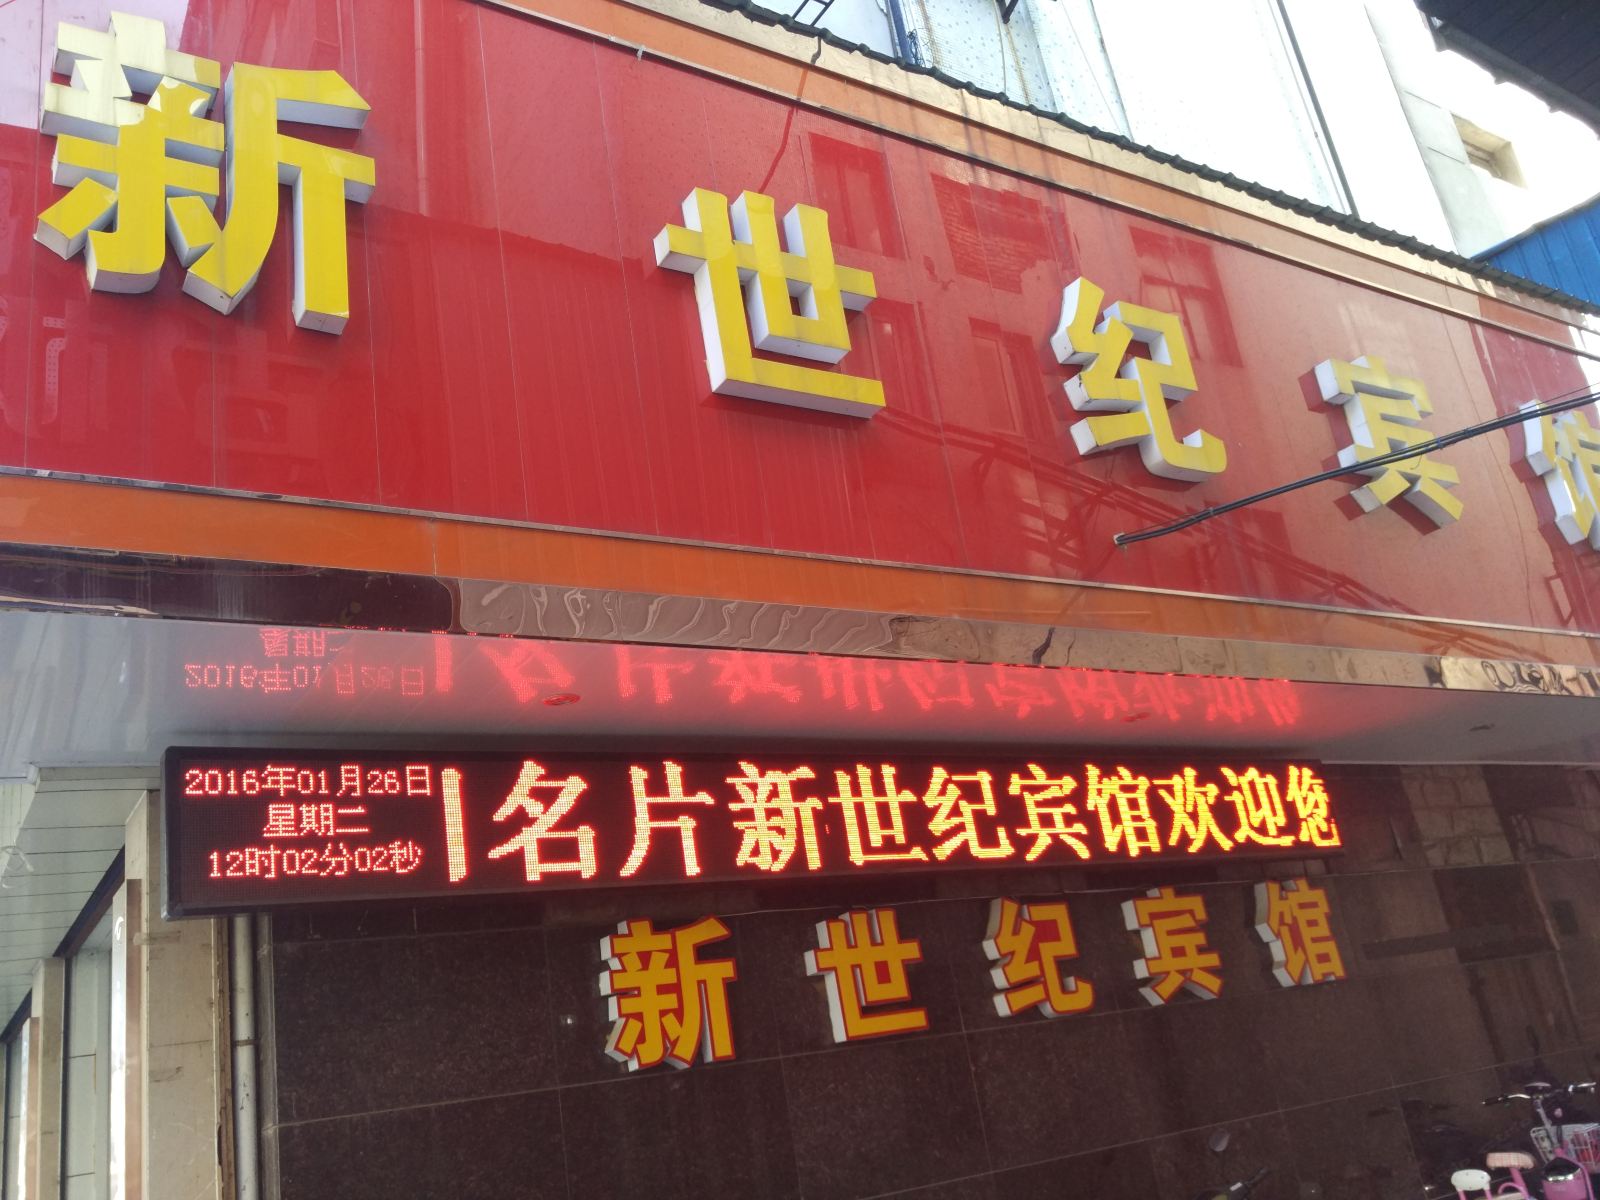 新世纪宾馆
2016年01月26日
星期二
12时02分02秒
名片新世纪宾馆欢迎您
新世纪宾馆